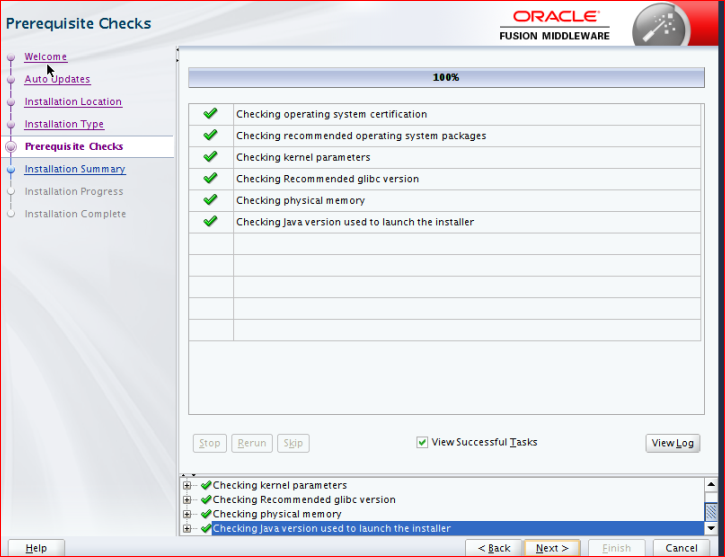 Prerequisite Checks
ORACLE
FUSION MIDDLEWARE
Welcome
Auto Updates
Installation Location
Installation Type
Prerequisite Checks
Installation Summary
Installation Progress
Installation Complete
100%
Checking operating system certification
Checking recommended operating system packages
Checking kernel parameters
Checking Recommended glibc version
Checking physical memory
Checking Java version used to launch the installer
Stop
Rerun
Skip
View Successful Tasks
View Log
Checking kernel parameters
Checking Recommended glibc version
Checking physical memory
Checking Java version used to launch the installer
Help
< Back
Next >
Finish
Cancel